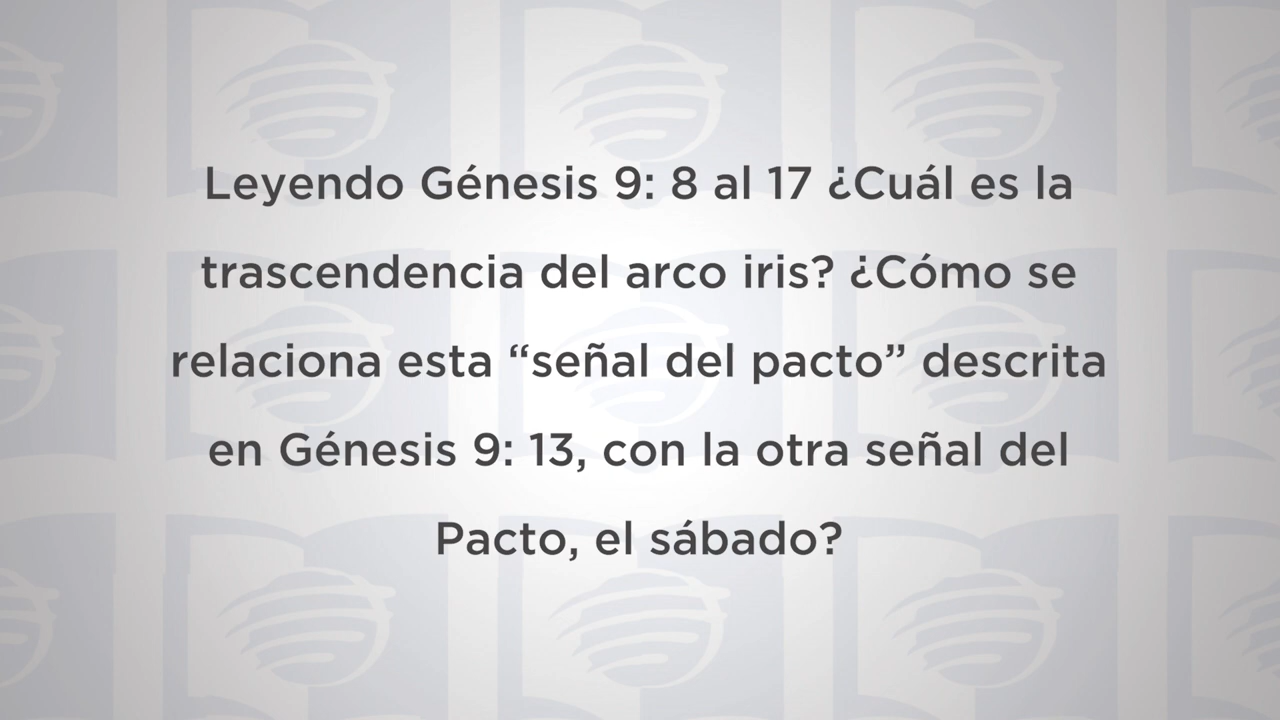 Leyendo Génesis 9: 8 al 17 ¿Cuál es la
trascendencia del arco iris? ¿Cómo se
relaciona esta “señal del pacto” descrita
en Génesis 9: 13, con la otra señal del
Pacto, el sábado?